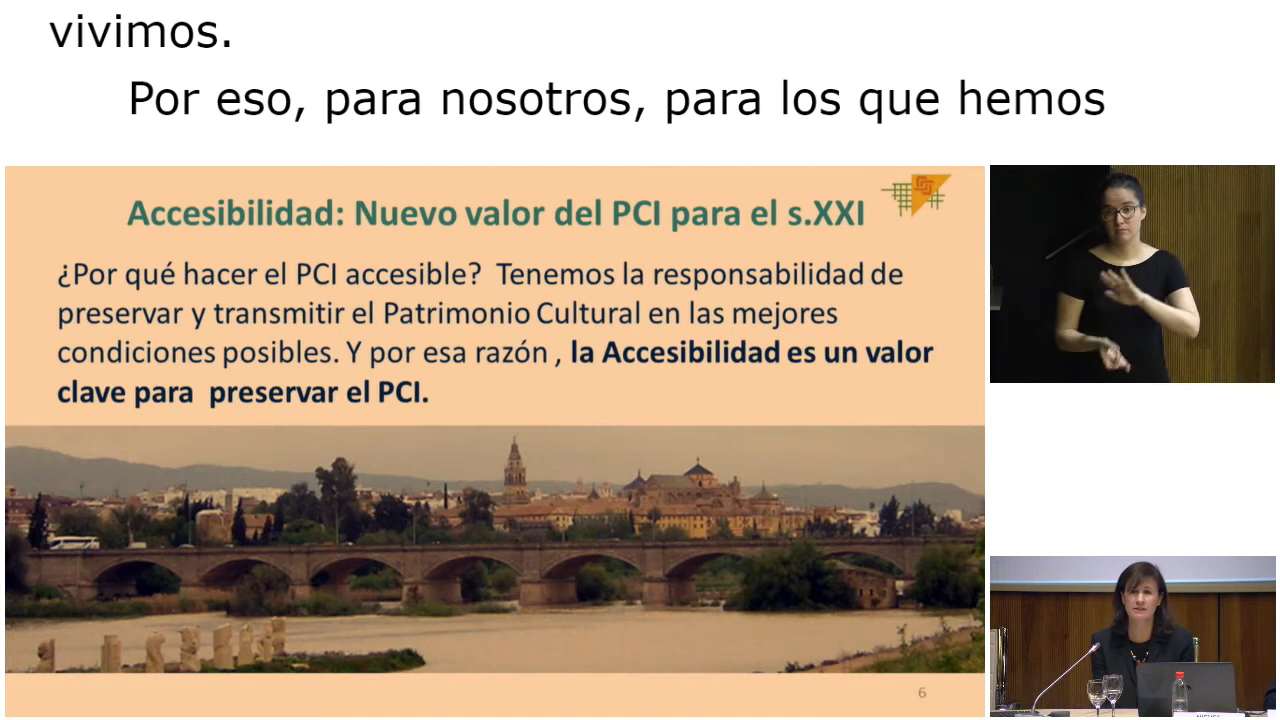 vivimos.
Por eso, para nosotros, para los que hemos
Accesibilidad: Nuevo valor del PCI para el s.XXI
¿Por qué hacer el PCI accesible? Tenemos la responsabilidad de
preservar y transmitir el Patrimonio Cultural en las mejores
condiciones posibles. Y por esa razón , la Accesibilidad es un valor
clave para preservar el PCI.
6